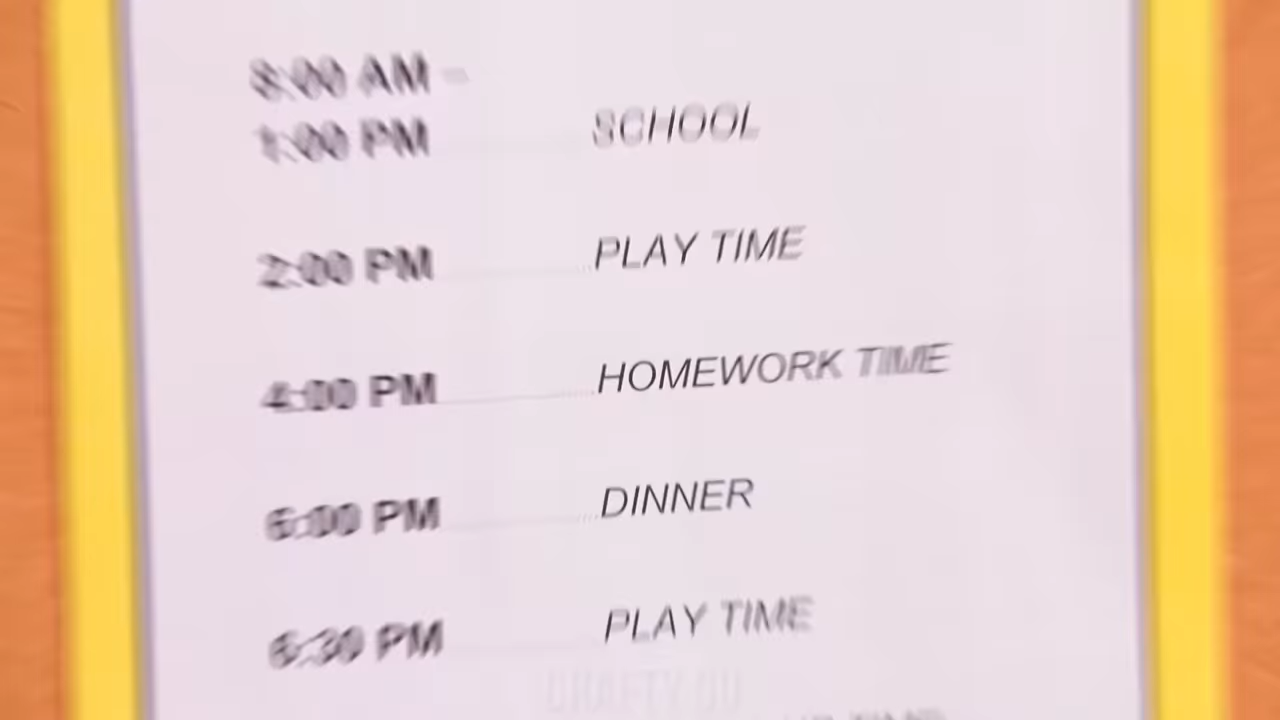 8:00 AM -
1:00 PM SCHOOL
2:00 PM PLAY TIME
4:00 PM HOMEWORK TIME
6:00 PM DINNER
6:30 PM PLAY TIME